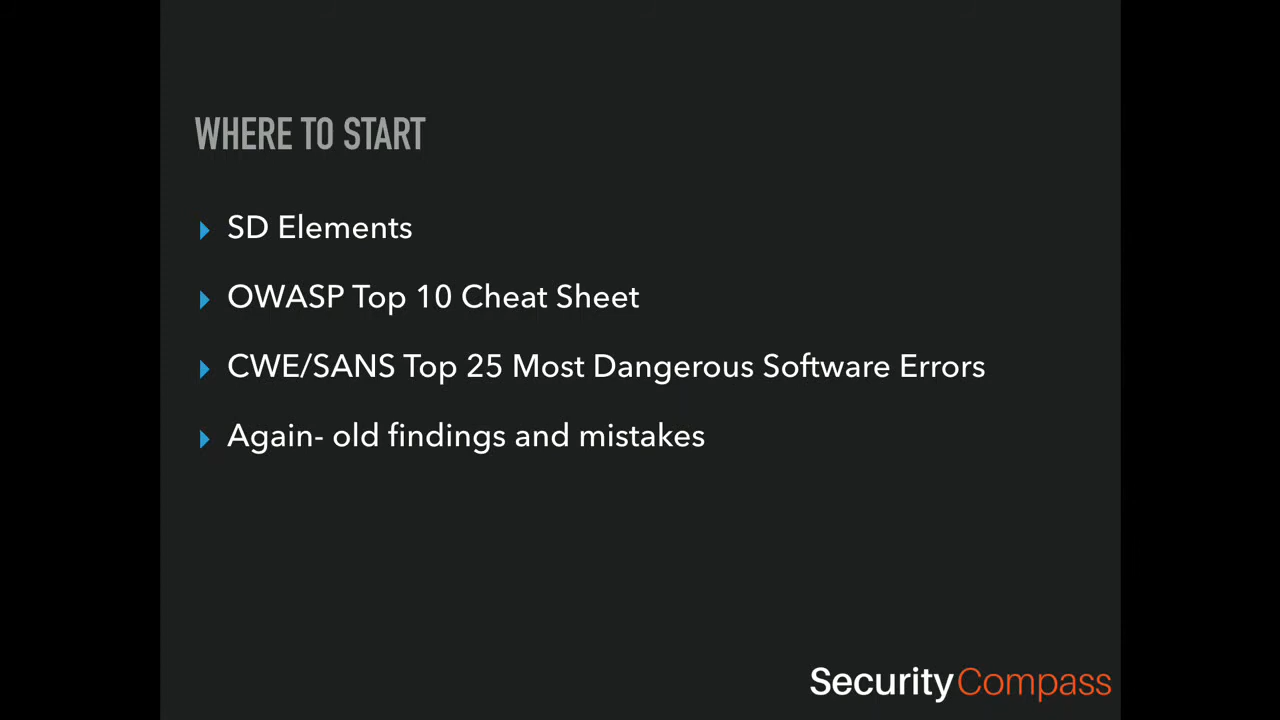 WHERE TO START
SD Elements
OWASP Top 10 Cheat Sheet
CWE/SANS Top 25 Most Dangerous Software Errors
Again- old findings and mistakes
SecurityCompass